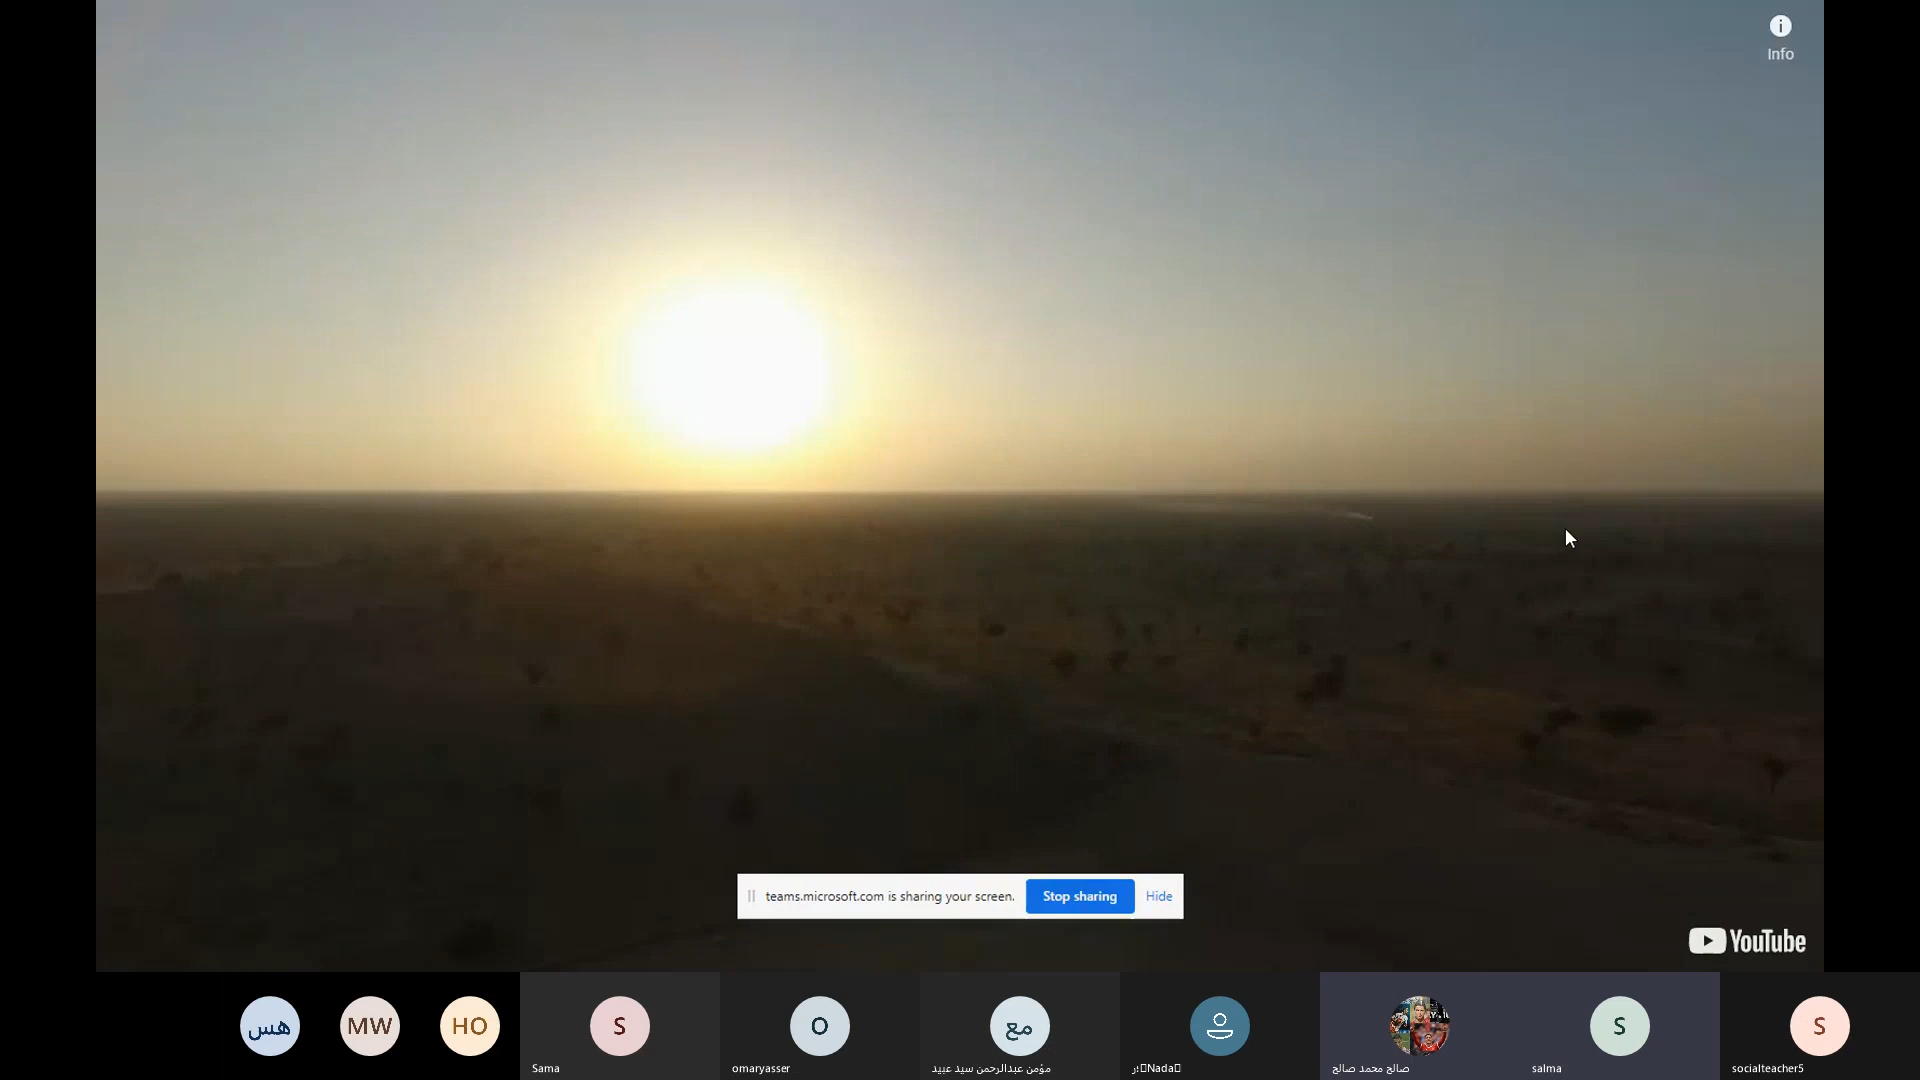 Info
teams.microsoft.com is sharing your screen. Stop sharing Hide
YouTube
هس MW HO S O مع S S
Sama omaryasser مؤمن عبدالرحمن سيد عبيد Nada صالح محمد صالح salma socialteacher5